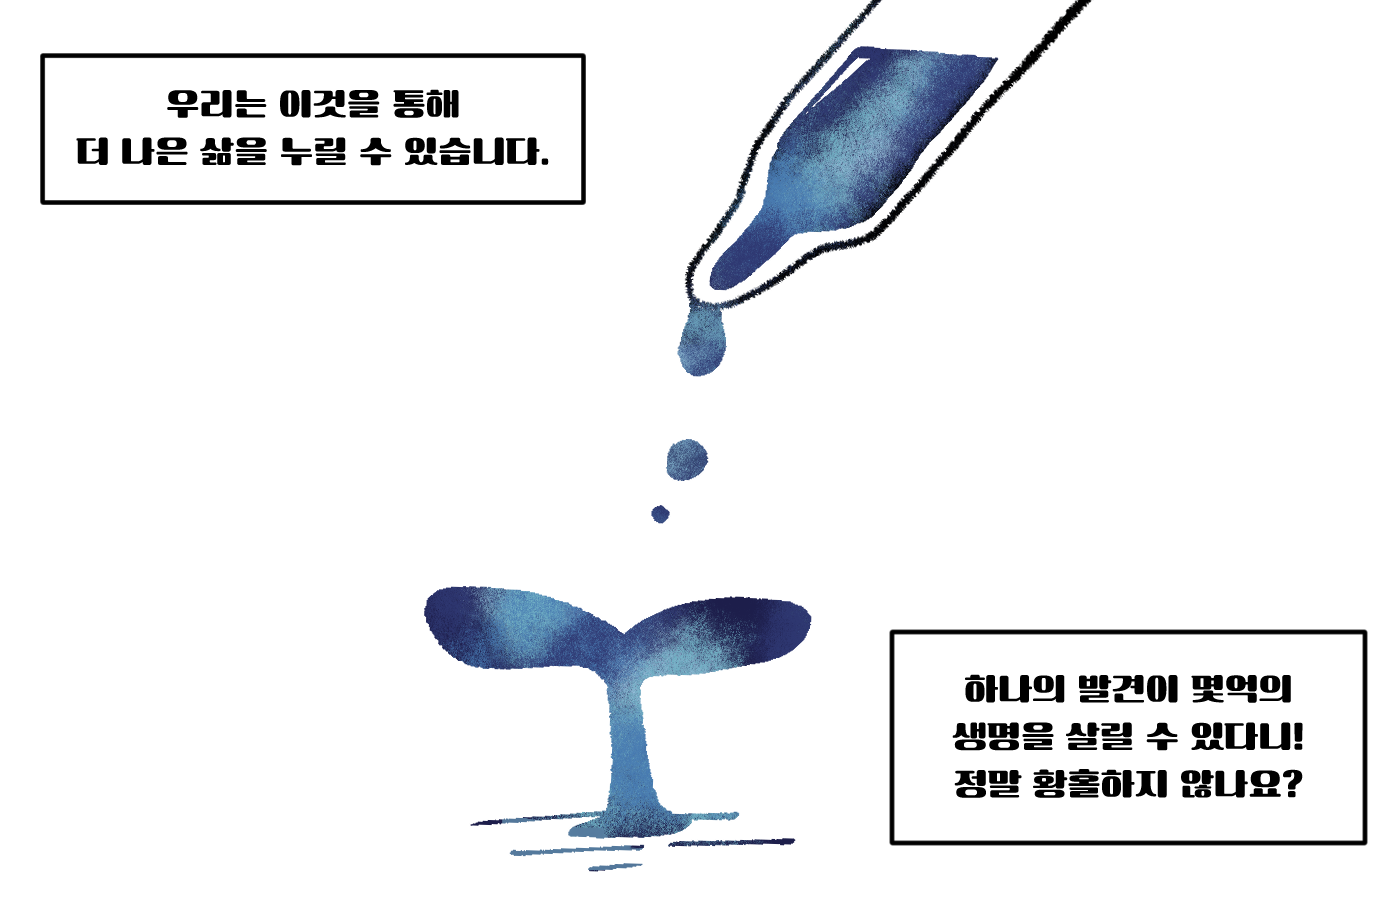 우리는 이것을 통해
더 나은 삶을 누릴 수 있습니다.
하나의 발견이 몇억의
생명을 살릴 수 있다니!
정말 황홀하지 않나요?